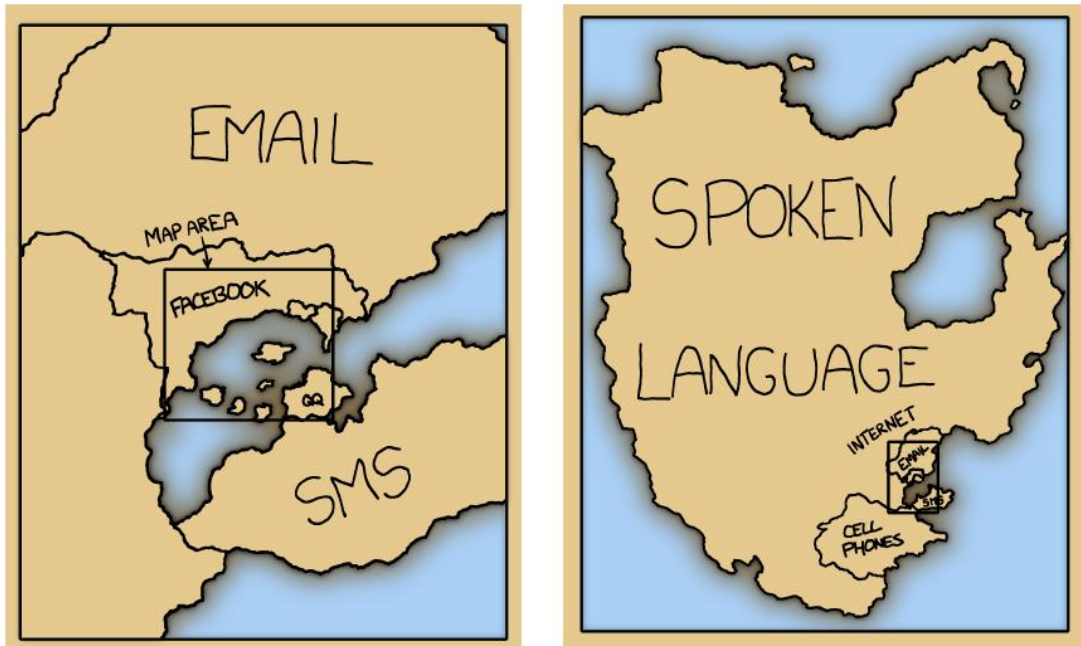 EMAIL
MAP AREA
FACEBOOK
QQ
SMS
SPOKEN
LANGUAGE
INTERNET
EMAIL
SMS
CELL
PHONES